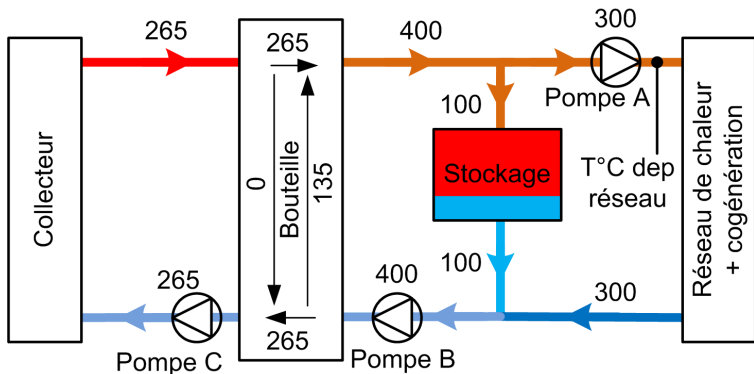 265
400
300
265
Pompe A
100
Collecteur
0
Bouteille
135
Stockage
T°C dep
réseau
Réseau de chaleur
+ cogénération
265
400
100
300
265
Pompe C
Pompe B